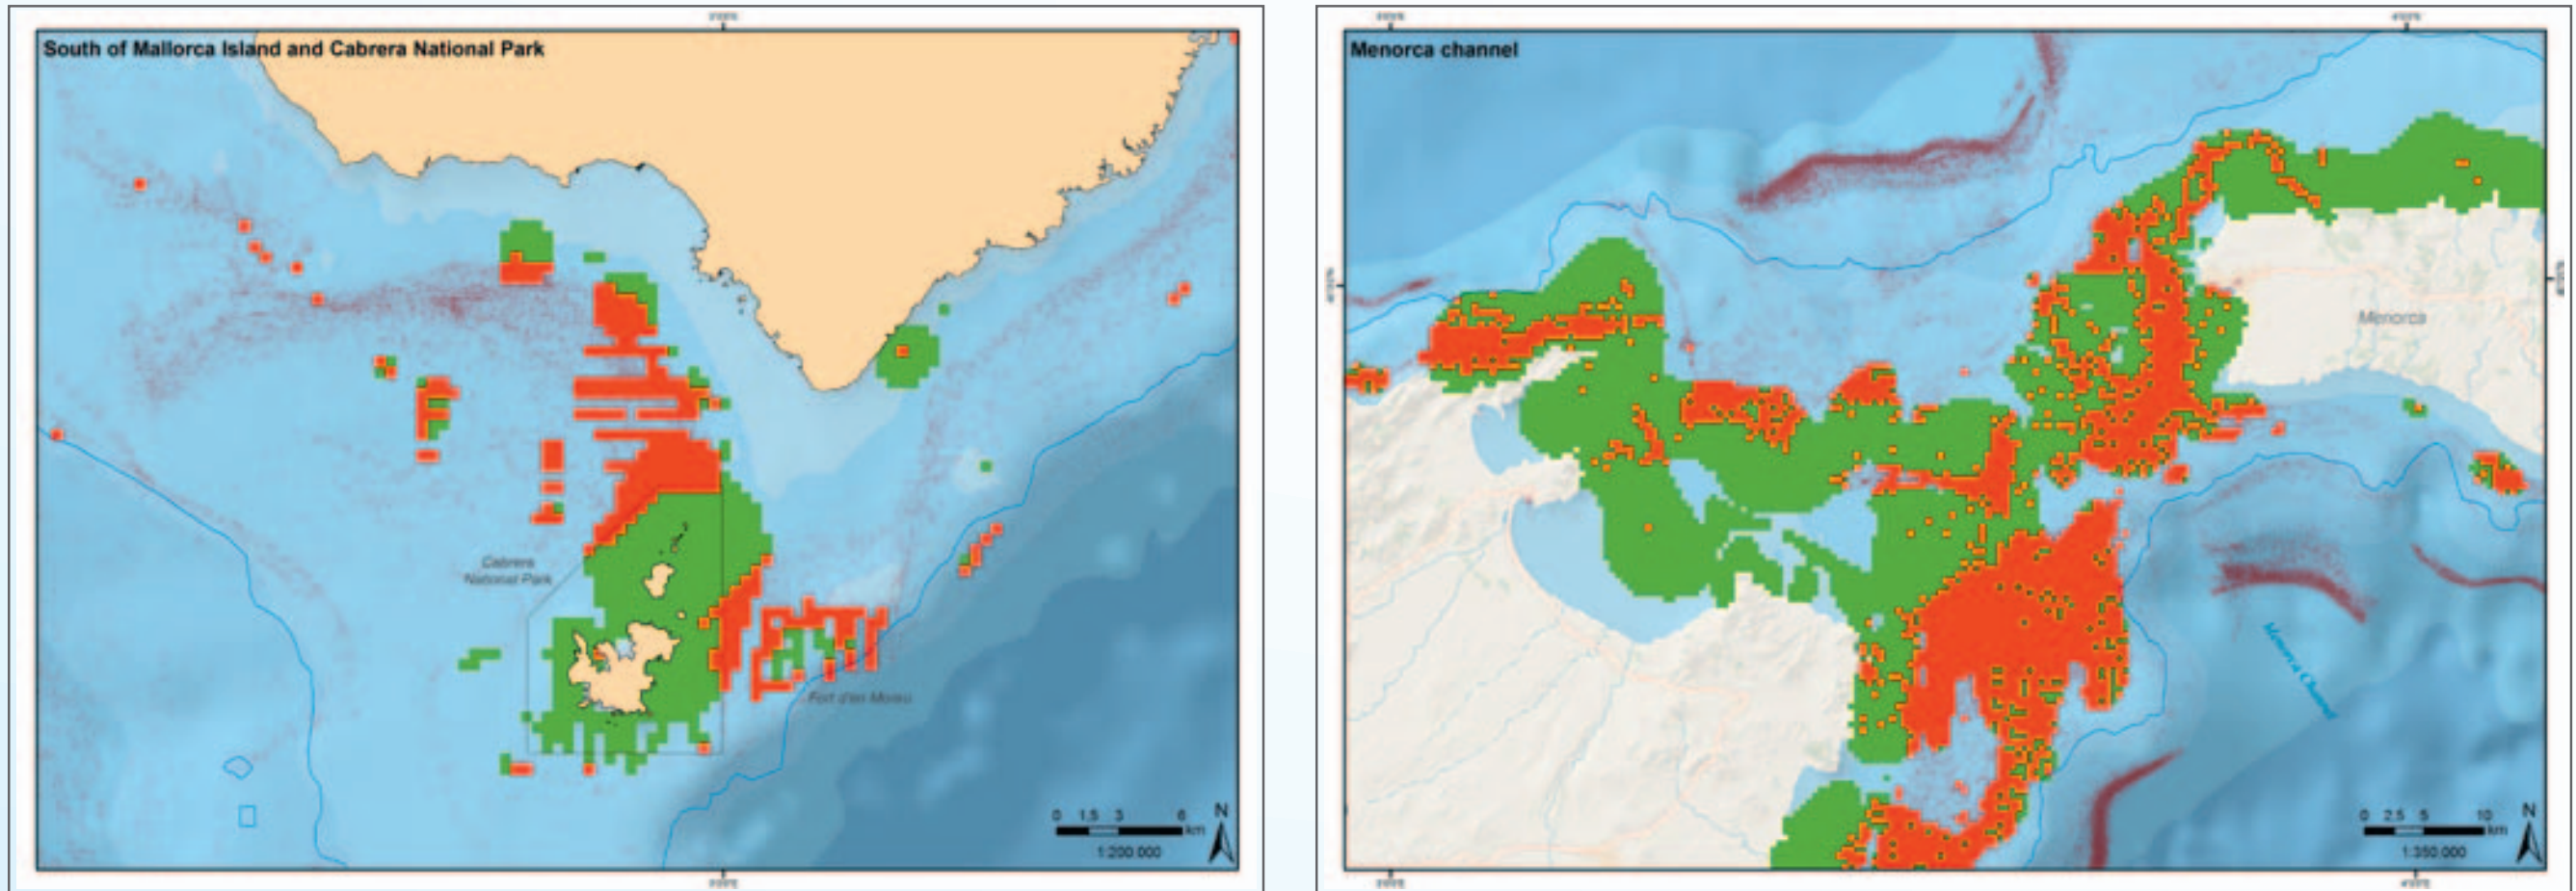 South of Mallorca Island and Cabrera National Park
Cabrera
National Park
Fort d'en Moreu
0 1,5 3 6
km
N
1:200.000
Menorca channel
Menorca
Menorca Channel
0 2,5 5 10
km
N
1:350.000